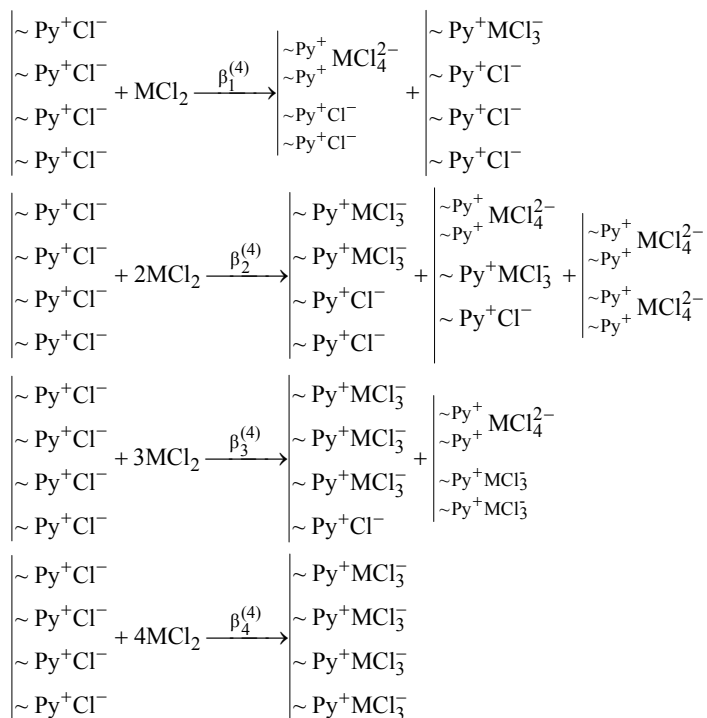 ~ Py⁺Cl⁻
~ Py⁺Cl⁻
~ Py⁺Cl⁻
~ Py⁺Cl⁻
+ MCl₂ β₁⁽⁴⁾ →
~Py⁺
~Py⁺ MCl₄²⁻
~Py⁺Cl⁻
~Py⁺Cl⁻
+
~ Py⁺MCl₃⁻
~ Py⁺Cl⁻
~ Py⁺Cl⁻
~ Py⁺Cl⁻
~ Py⁺Cl⁻
~ Py⁺Cl⁻
~ Py⁺Cl⁻
~ Py⁺Cl⁻
+ 2MCl₂ β₂⁽⁴⁾ →
~ Py⁺MCl₃⁻
~ Py⁺MCl₃⁻
~ Py⁺Cl⁻
~ Py⁺Cl⁻
+
~Py⁺
~Py⁺ MCl₄²⁻
~ Py⁺MCl₃⁻
~ Py⁺Cl⁻
+
~Py⁺
~Py⁺ MCl₄²⁻
~Py⁺
~Py⁺ MCl₄²⁻
~ Py⁺Cl⁻
~ Py⁺Cl⁻
~ Py⁺Cl⁻
~ Py⁺Cl⁻
+ 3MCl₂ β₃⁽⁴⁾ →
~ Py⁺MCl₃⁻
~ Py⁺MCl₃⁻
~ Py⁺MCl₃⁻
~ Py⁺Cl⁻
+
~Py⁺
~Py⁺ MCl₄²⁻
~Py⁺MCl₃⁻
~Py⁺MCl₃⁻
~ Py⁺Cl⁻
~ Py⁺Cl⁻
~ Py⁺Cl⁻
~ Py⁺Cl⁻
+ 4MCl₂ β₄⁽⁴⁾ →
~ Py⁺MCl₃⁻
~ Py⁺MCl₃⁻
~ Py⁺MCl₃⁻
~ Py⁺MCl₃⁻